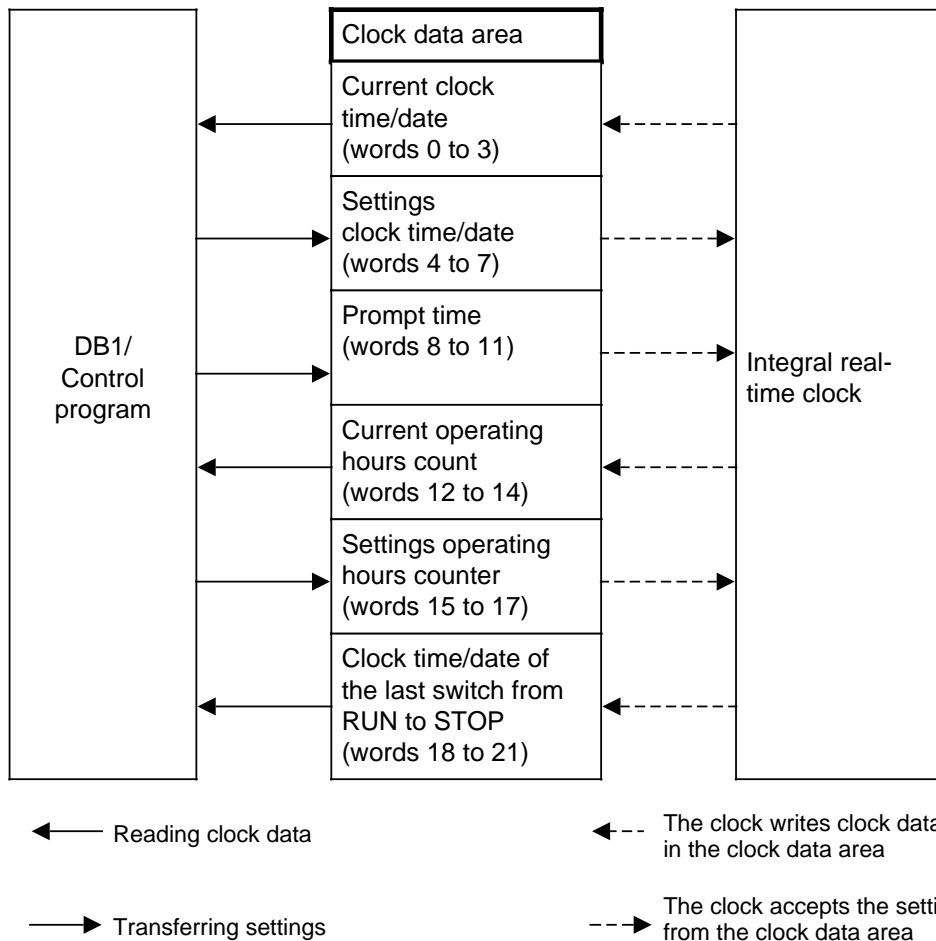 Clock data area
Current clock
time/date
(words 0 to 3)
Settings
clock time/date
(words 4 to 7)
Prompt time
(words 8 to 11)
DB1/
Control
program
Integral real-
time clock
Current operating
hours count
(words 12 to 14)
Settings operating
hours counter
(words 15 to 17)
Clock time/date of
the last switch from
RUN to STOP
(words 18 to 21)
Reading clock data
The clock writes clock data
in the clock data area
Transferring settings
The clock accepts the setti
from the clock data area